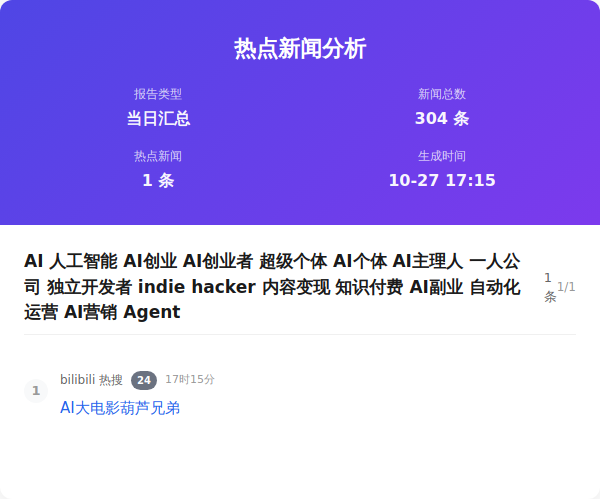 热点新闻分析
报告类型
新闻总数
当日汇总
304 条
热点新闻
生成时间
1 条
10-27 17:15
AI 人工智能 AI创业 AI创业者 超级个体 AI个体 AI主理人 一人公
司 独立开发者 indie hacker 内容变现 知识付费 AI副业 自动化
运营 AI营销 Agent
1
条
1/1
1
bilibili 热搜 24 17时15分
AI大电影葫芦兄弟